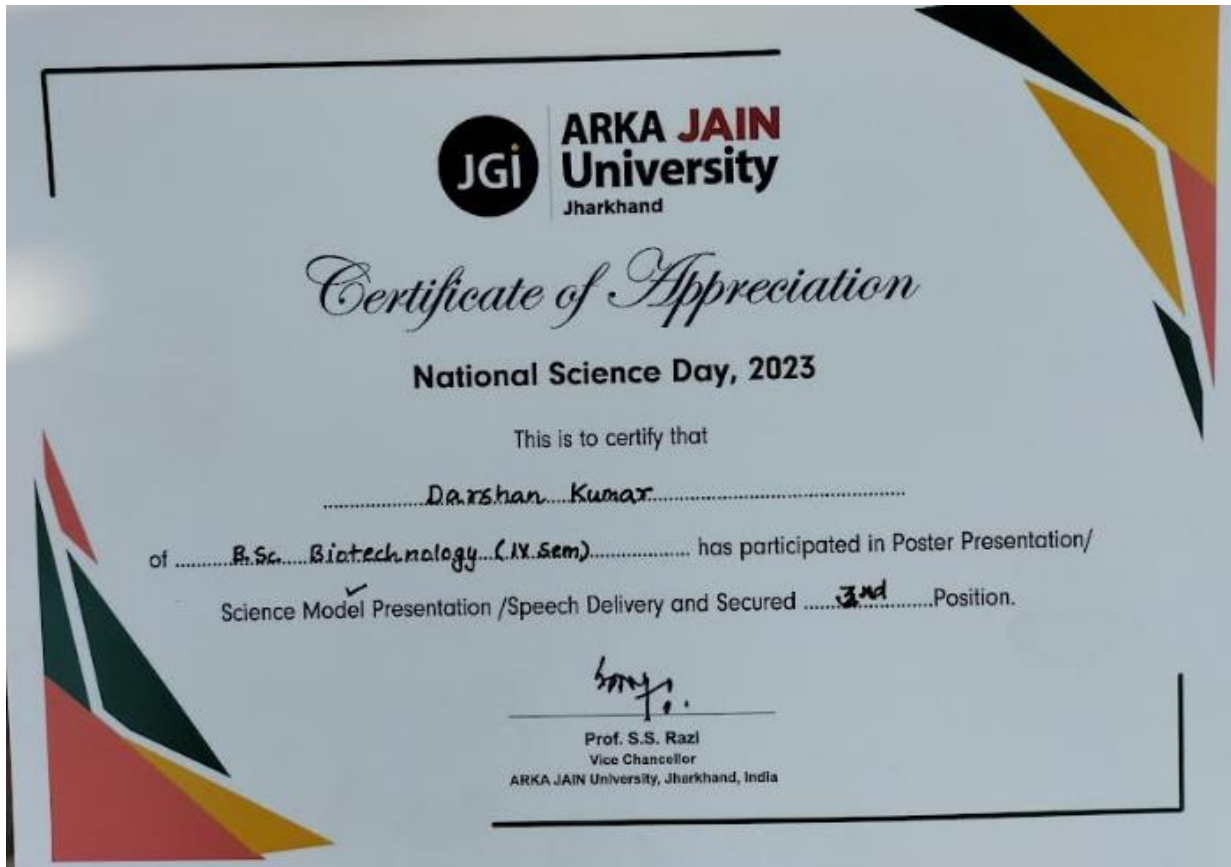 JGi
ARKA JAIN
University
Jharkhand
Certificate of Appreciation
National Science Day, 2023
This is to certify that
Darshan Kumar
of B.Sc. Biotechnology (IV Sem) has participated in Poster Presentation/
Science Model Presentation /Speech Delivery and Secured 3rd Position.
Prof. S.S. Razi
Vice Chancellor
ARKA JAIN University, Jharkhand, India